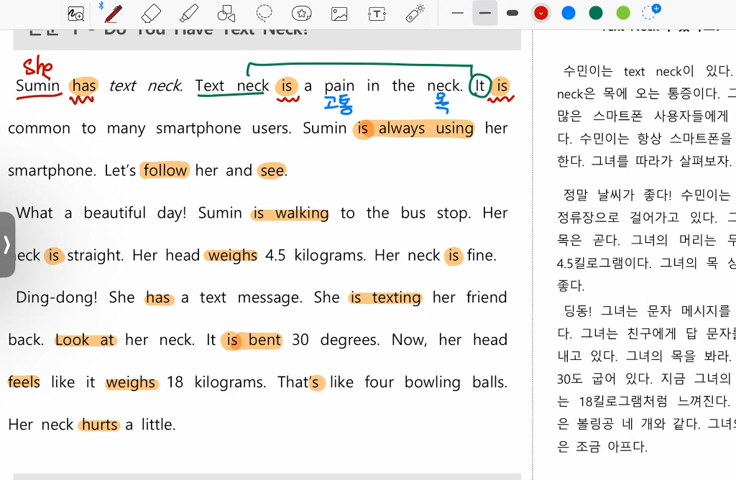 Do You Have Text Neck?
She
Sumin has text neck. Text neck is a pain in the neck. It is
고통 목
common to many smartphone users. Sumin is always using her
smartphone. Let's follow her and see.
What a beautiful day! Sumin is walking to the bus stop. Her
neck is straight. Her head weighs 4.5 kilograms. Her neck is fine.
Ding-dong! She has a text message. She is texting her friend
back. Look at her neck. It is bent 30 degrees. Now, her head
feels like it weighs 18 kilograms. That's like four bowling balls.
Her neck hurts a little.
수민이는 text neck이 있다.
neck은 목에 오는 통증이다. 그
많은 스마트폰 사용자들에게
다. 수민이는 항상 스마트폰을
한다. 그녀를 따라가 살펴보자.
정말 날씨가 좋다! 수민이는
정류장으로 걸어가고 있다. 그
목은 곧다. 그녀의 머리는 무
4.5킬로그램이다. 그녀의 목 상
좋다.
딩동! 그녀는 문자 메시지를
다. 그녀는 친구에게 답 문자를
내고 있다. 그녀의 목을 봐라.
30도 굽어 있다. 지금 그녀의
는 18킬로그램처럼 느껴진다.
은 볼링공 네 개와 같다. 그녀의
은 조금 아프다.